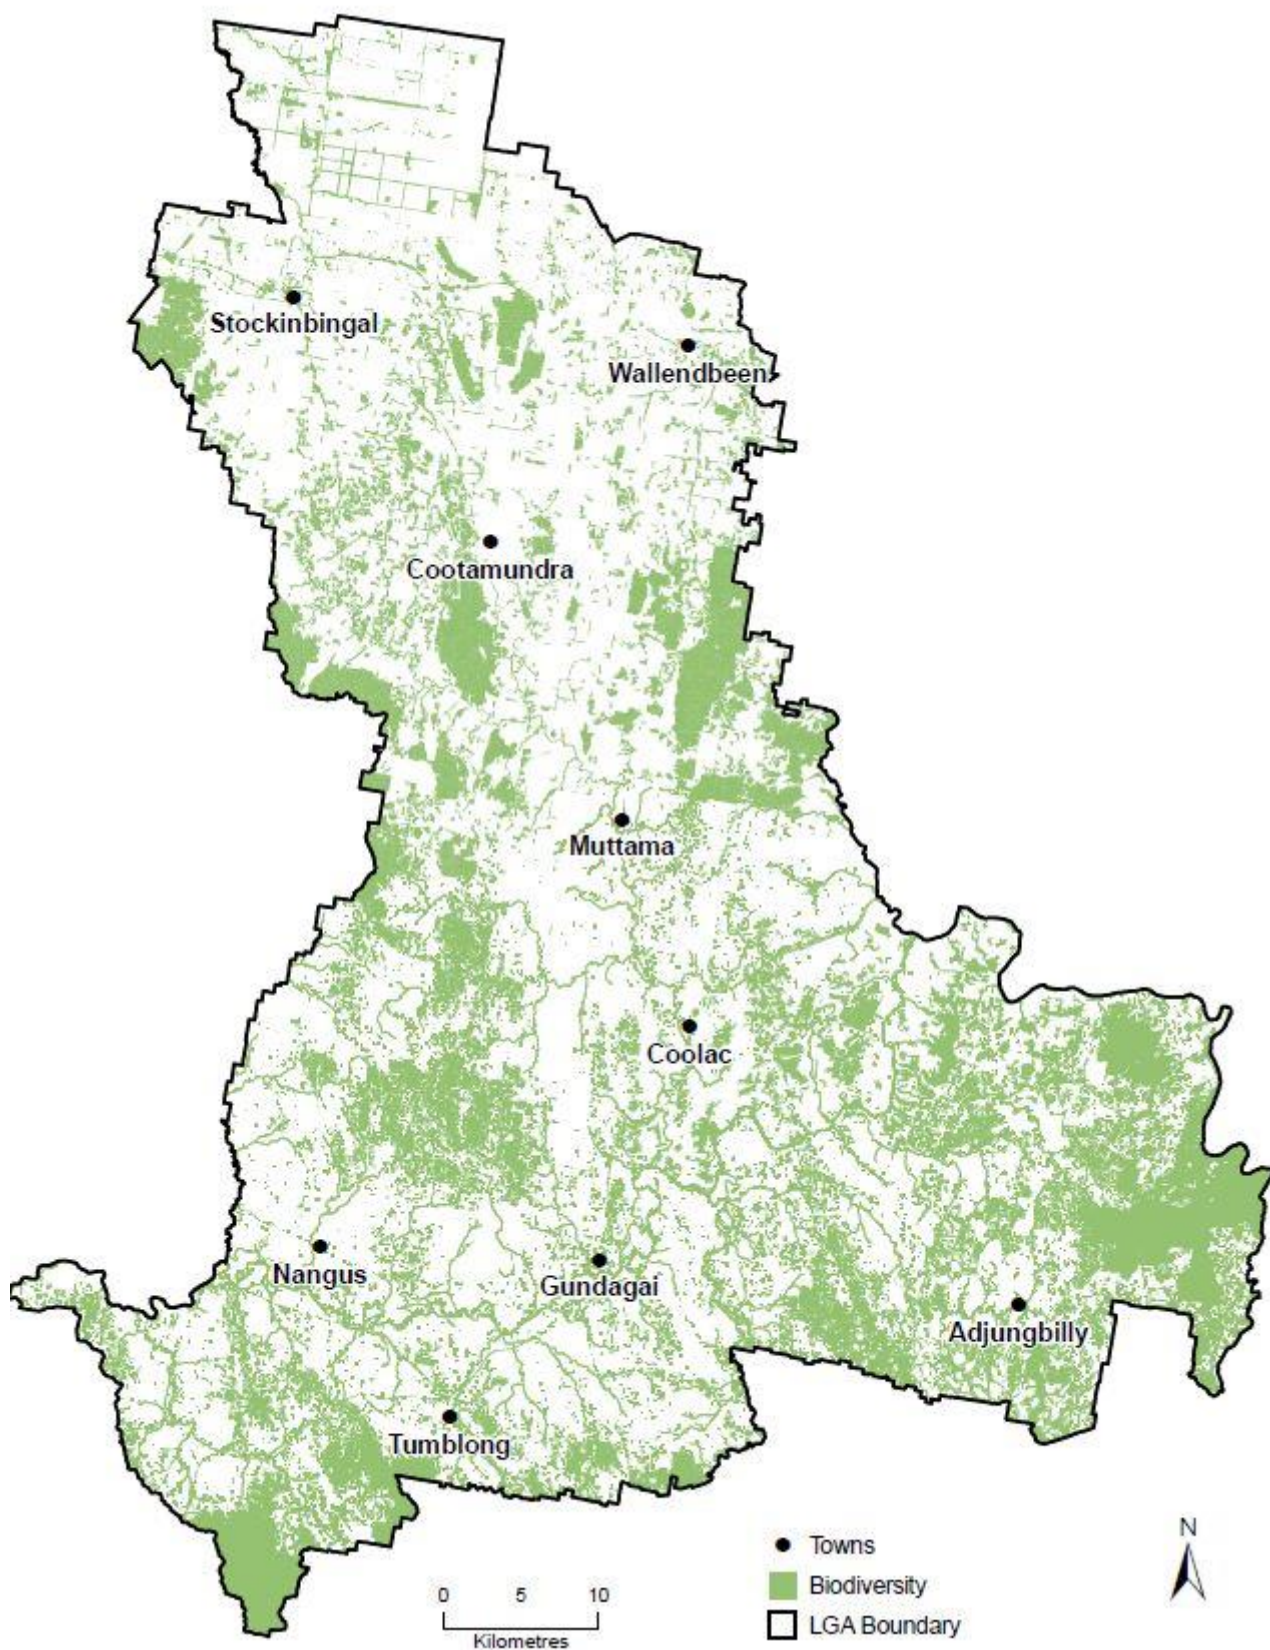 Stockinbingal
Wallendbeen
Cootamundra
Muttama
Coolac
Nangus
Gundagai
Adjungbilly
Tumblong
N
Towns
0 5 10
Biodiversity
LGA Boundary
Kilometres